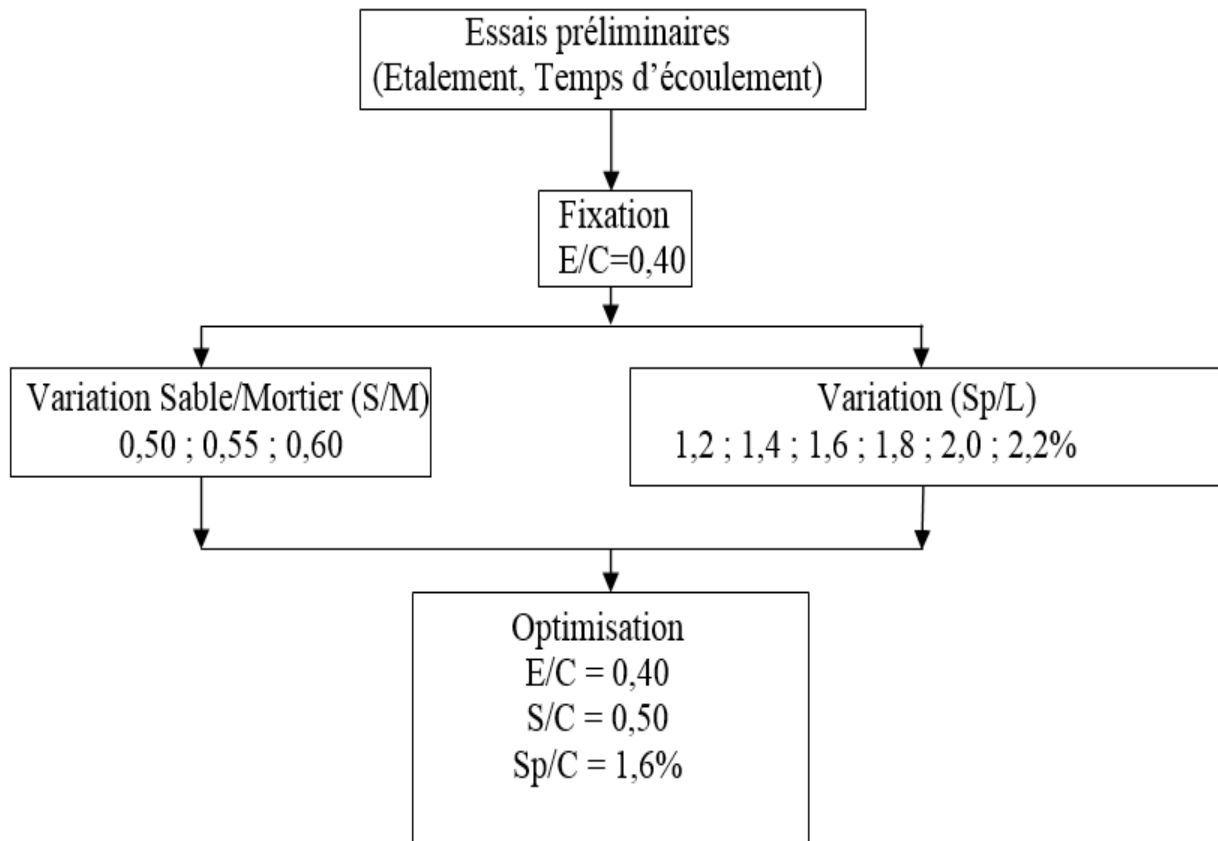 Essais préliminaires
(Etalement, Temps d’écoulement)
Fixation
E/C=0,40
Variation Sable/Mortier (S/M)
0,50 ; 0,55 ; 0,60
Variation (Sp/L)
1,2 ; 1,4 ; 1,6 ; 1,8 ; 2,0 ; 2,2%
Optimisation
E/C = 0,40
S/C = 0,50
Sp/C = 1,6%